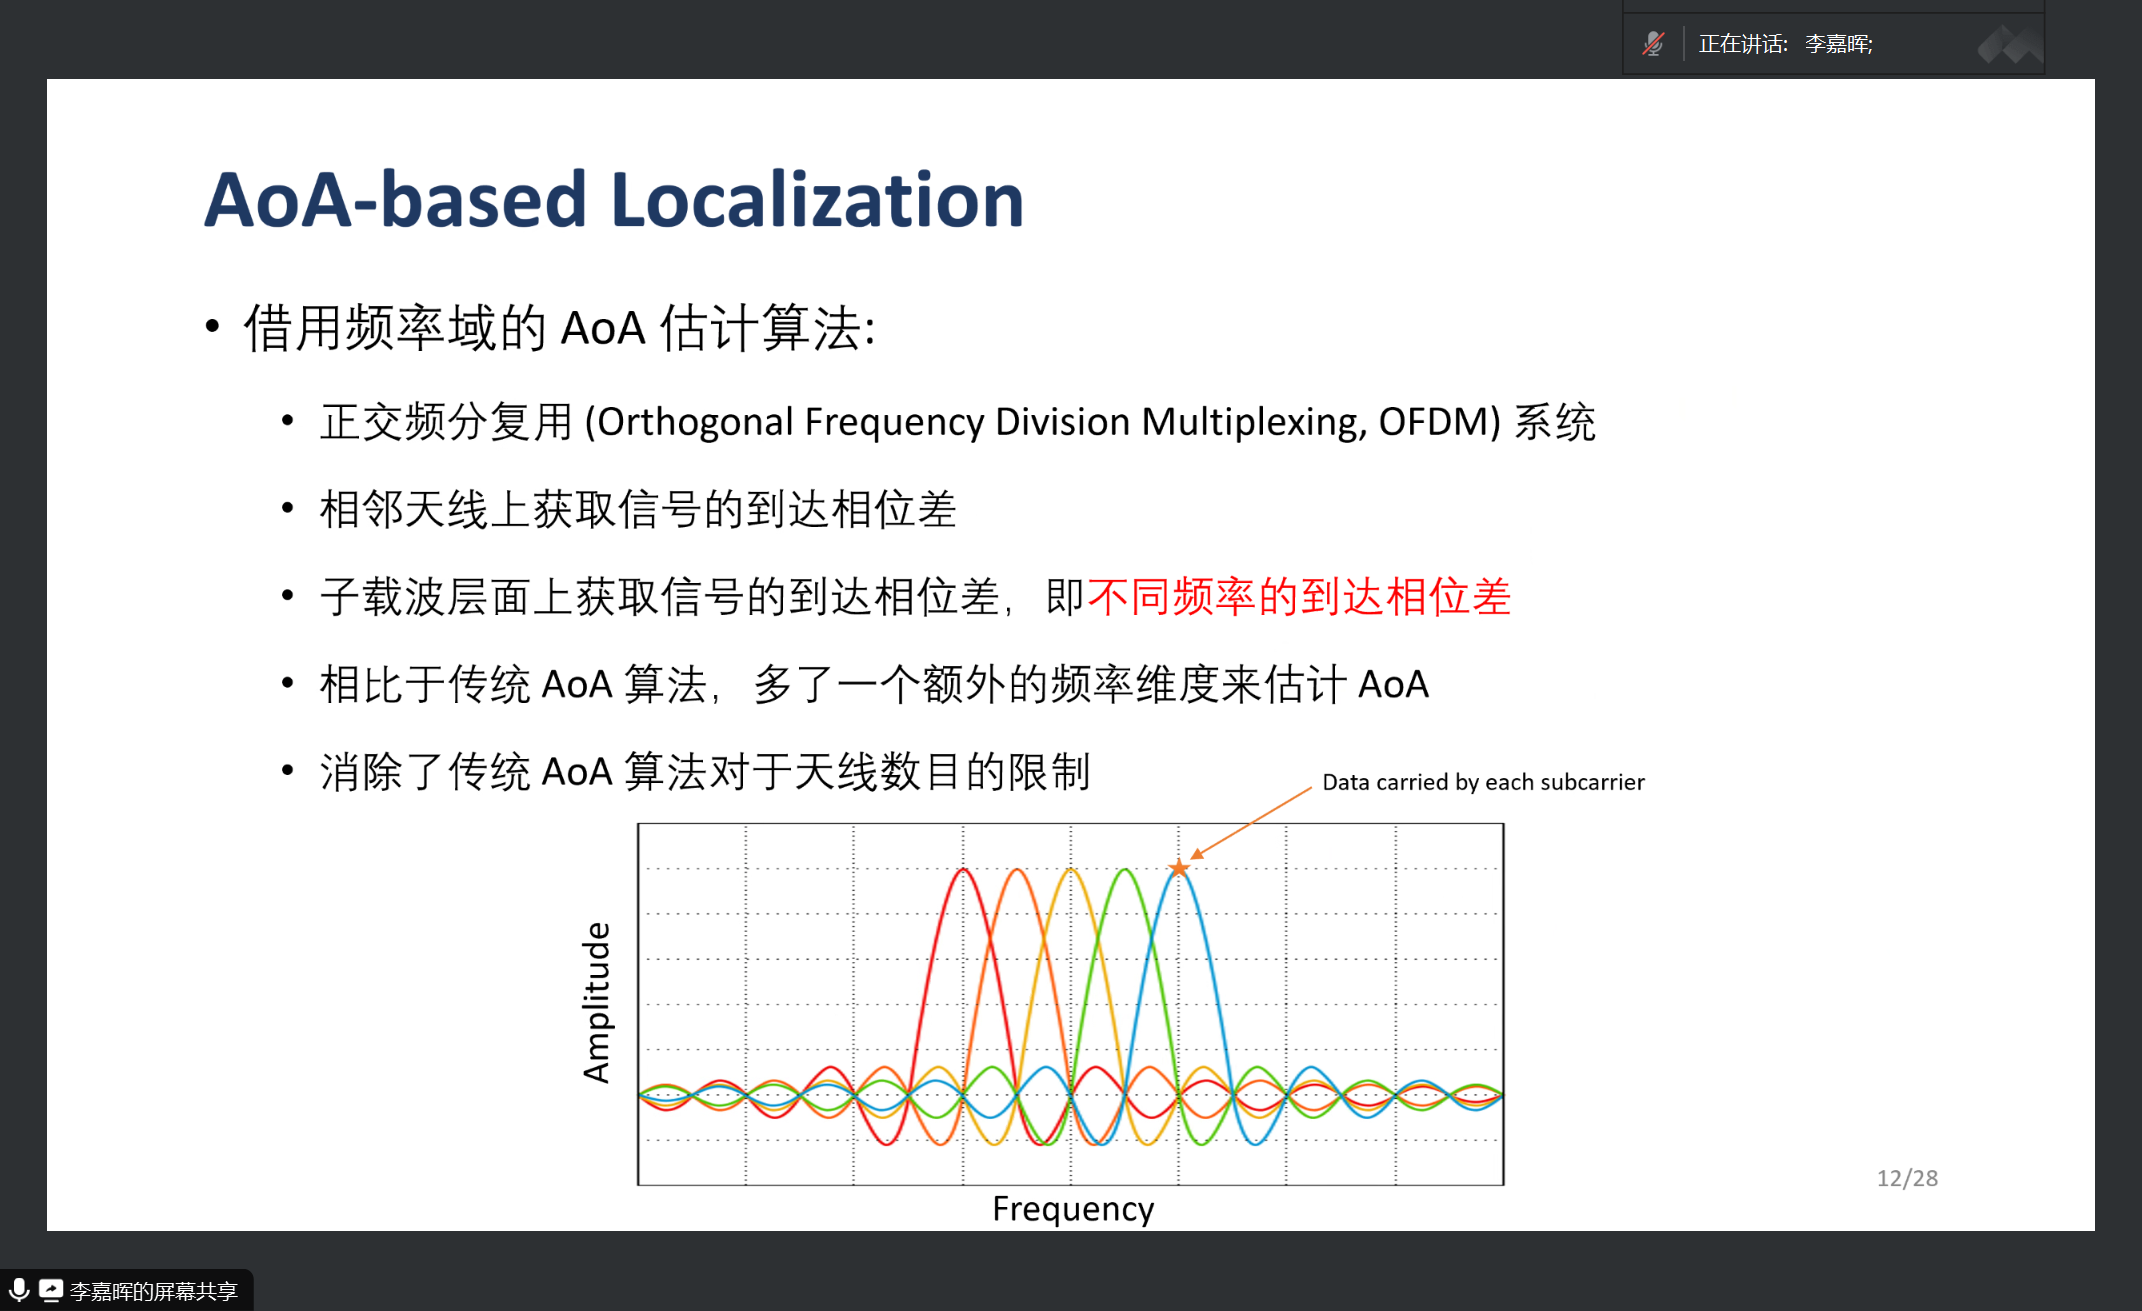 正在讲话: 李嘉晖;
AoA-based Localization
• 借用频率域的 AoA 估计算法:
• 正交频分复用 (Orthogonal Frequency Division Multiplexing, OFDM) 系统
• 相邻天线上获取信号的到达相位差
• 子载波层面上获取信号的到达相位差，即不同频率的到达相位差
• 相比于传统 AoA 算法，多了一个额外的频率维度来估计 AoA
• 消除了传统 AoA 算法对于天线数目的限制
Data carried by each subcarrier
Amplitude
Frequency
12/28
李嘉晖的屏幕共享